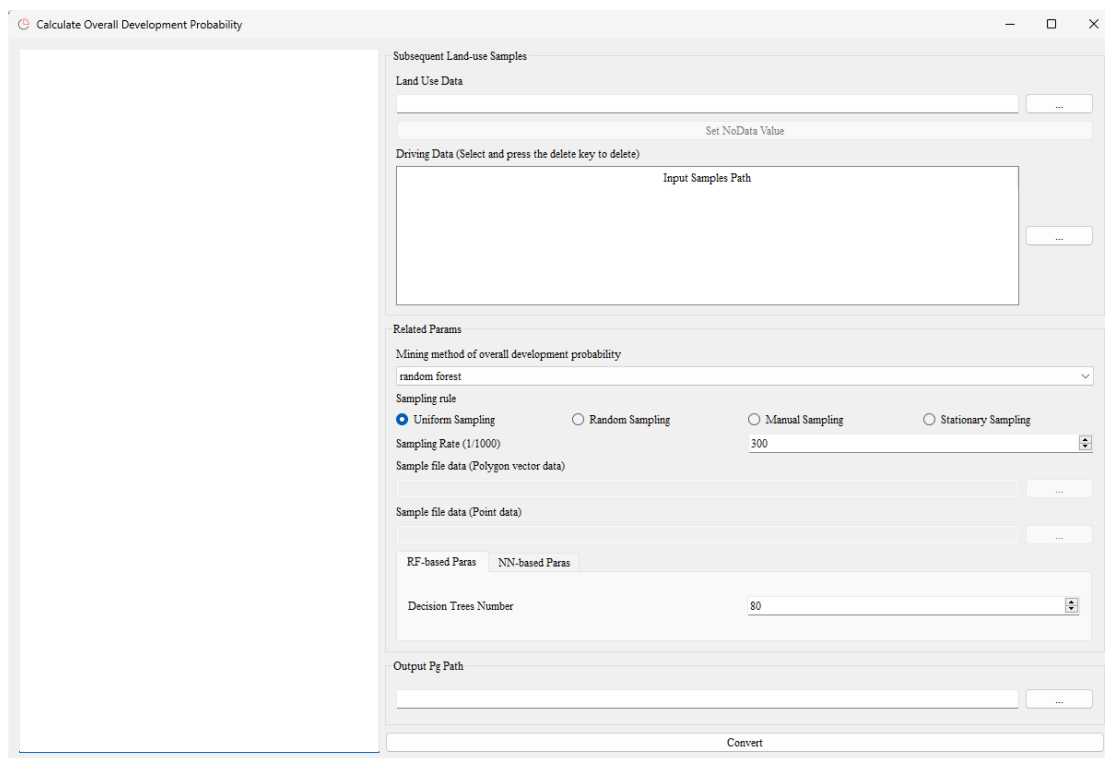 Calculate Overall Development Probability
Subsequent Land-use Samples
Land Use Data
...
Set NoData Value
Driving Data (Select and press the delete key to delete)
Input Samples Path
...
Related Params
Mining method of overall development probability
random forest
Sampling rule
Uniform Sampling Random Sampling Manual Sampling Stationary Sampling
Sampling Rate (1/1000) 300
Sample file data (Polygon vector data)
...
Sample file data (Point data)
...
RF-based Paras NN-based Paras
Decision Trees Number 80
Output Pg Path
...
Convert